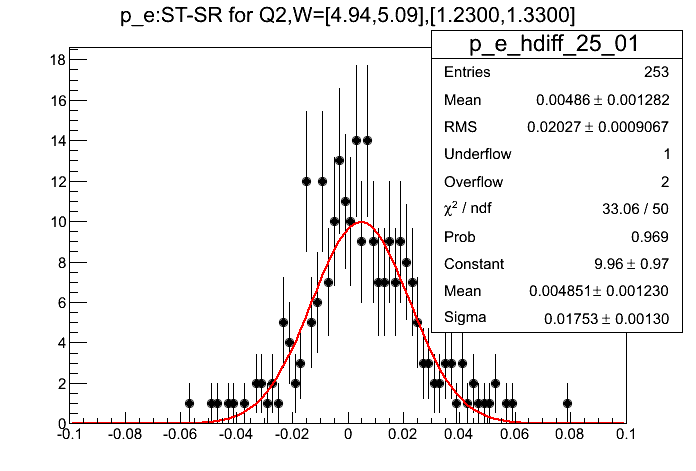 p_e:ST-SR for Q2,W=[4.94,5.09],[1.2300,1.3300]
p_e_hdiff_25_01
Entries 253
Mean 0.00486 ± 0.001282
RMS 0.02027 ± 0.0009067
Underflow 1
Overflow 2
χ² / ndf 33.06 / 50
Prob 0.969
Constant 9.96 ± 0.97
Mean 0.004851 ± 0.001230
Sigma 0.01753 ± 0.00130
18
16
14
12
10
8
6
4
2
0
-0.1 -0.08 -0.06 -0.04 -0.02 0 0.02 0.04 0.06 0.08 0.1